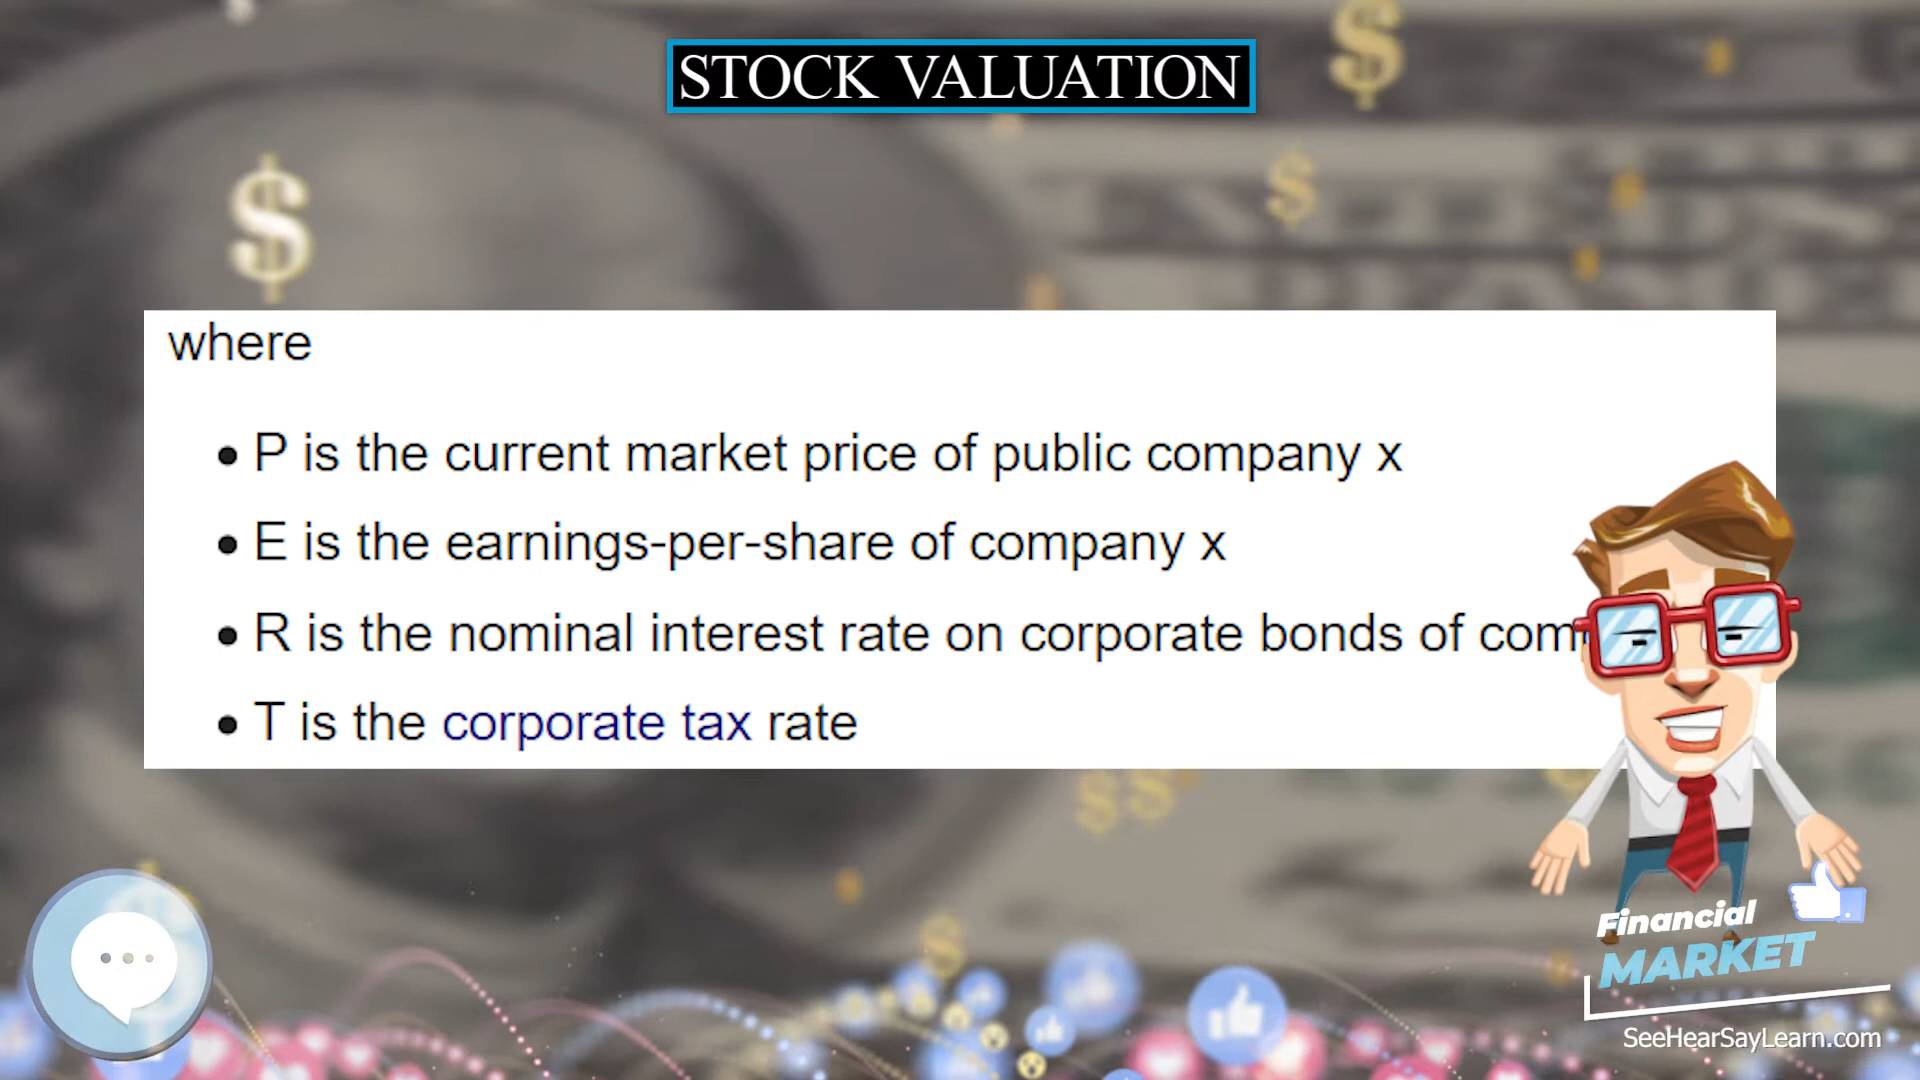 STOCK VALUATION
where
• P is the current market price of public company x
• E is the earnings-per-share of company x
• R is the nominal interest rate on corporate bonds of
• T is the corporate tax rate
Financial
MARKET
SeeHearSayLearn.com